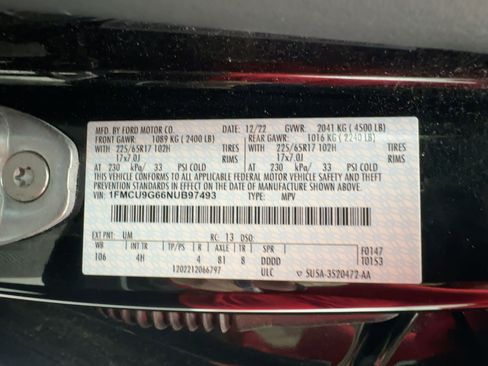 MFD. BY FORD MOTOR CO. 12/22 GVWR: 2041 KG (4500 LB)
FRONT GAWR: 1089 KG (2400 LB) REAR GAWR: 1016 KG (2240 LB)
WITH 225/65R17 102H TIRES WITH 225/65R17 102H TIRES
17x7.0J RIMS 17x7.0J RIMS
AT 230 kPa/ 33 PSI COLD AT 230 kPa/ 33 PSI COLD
THIS VEHICLE CONFORMS TO ALL APPLICABLE FEDERAL MOTOR VEHICLE SAFETY AND THEFT
PREVENTION STANDARDS IN EFFECT ON THE DATE OF MANUFACTURE SHOWN ABOVE.
VIN: 1FMCU9G66NUB97493 TYPE: MPV
EXT PNT: UM RC: 13 DSO:
WB INT TR TP/PS R AXLE TR SPR F0147
106 4H 4 81 8 DDDD T0153
1202212066797 ULC ▽ SU5A-3520472-AA